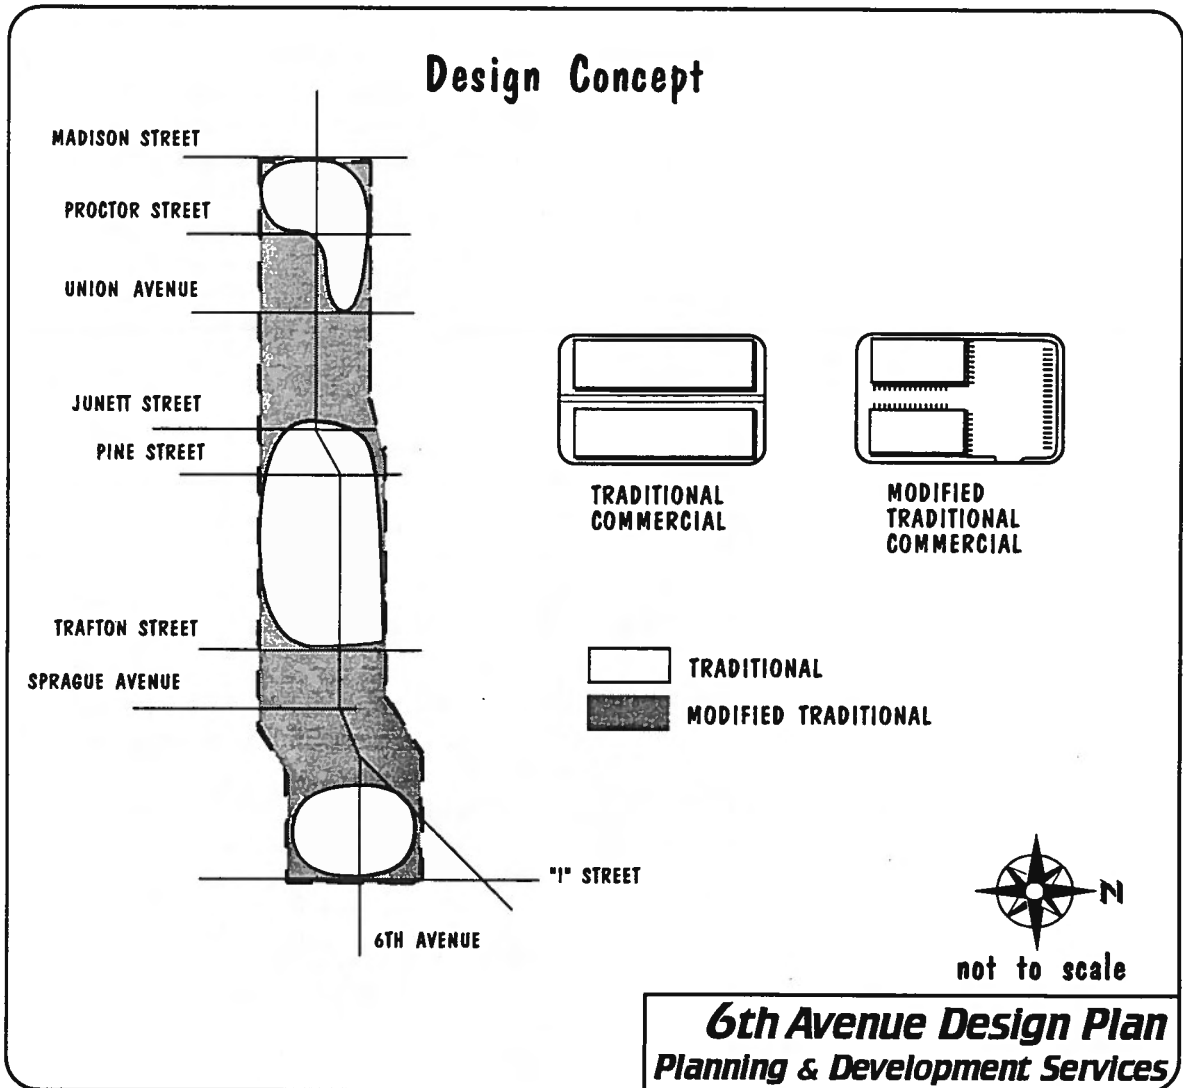 Design Concept
MADISON STREET
PROCTOR STREET
UNION AVENUE
JUNETT STREET
PINE STREET
TRAFTON STREET
SPRAGUE AVENUE
"I" STREET
6TH AVENUE
TRADITIONAL
COMMERCIAL
MODIFIED
TRADITIONAL
COMMERCIAL
TRADITIONAL
MODIFIED TRADITIONAL
N
not to scale
6th Avenue Design Plan
Planning & Development Services